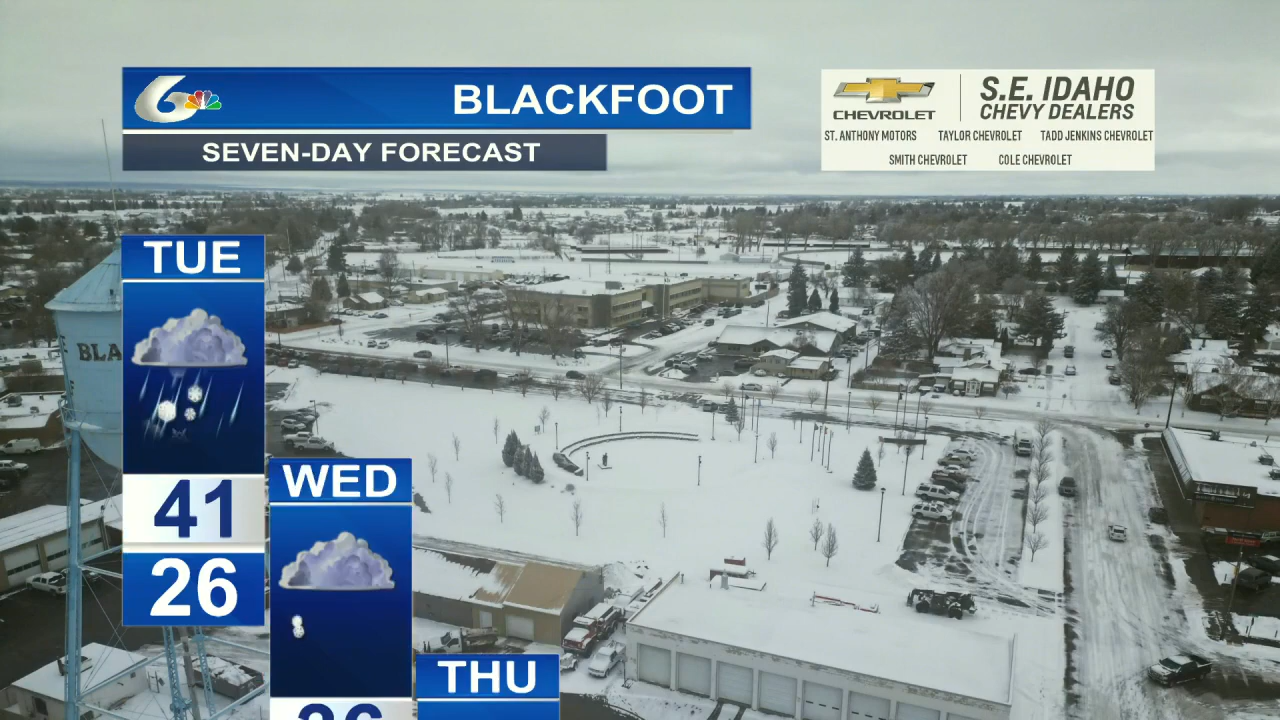 6
BLACKFOOT
SEVEN-DAY FORECAST
CHEVROLET
S.E. IDAHO
CHEVY DEALERS
ST. ANTHONY MOTORS TAYLOR CHEVROLET TADD JENKINS CHEVROLET
SMITH CHEVROLET COLE CHEVROLET
TUE
BLA
41
26
WED
THU